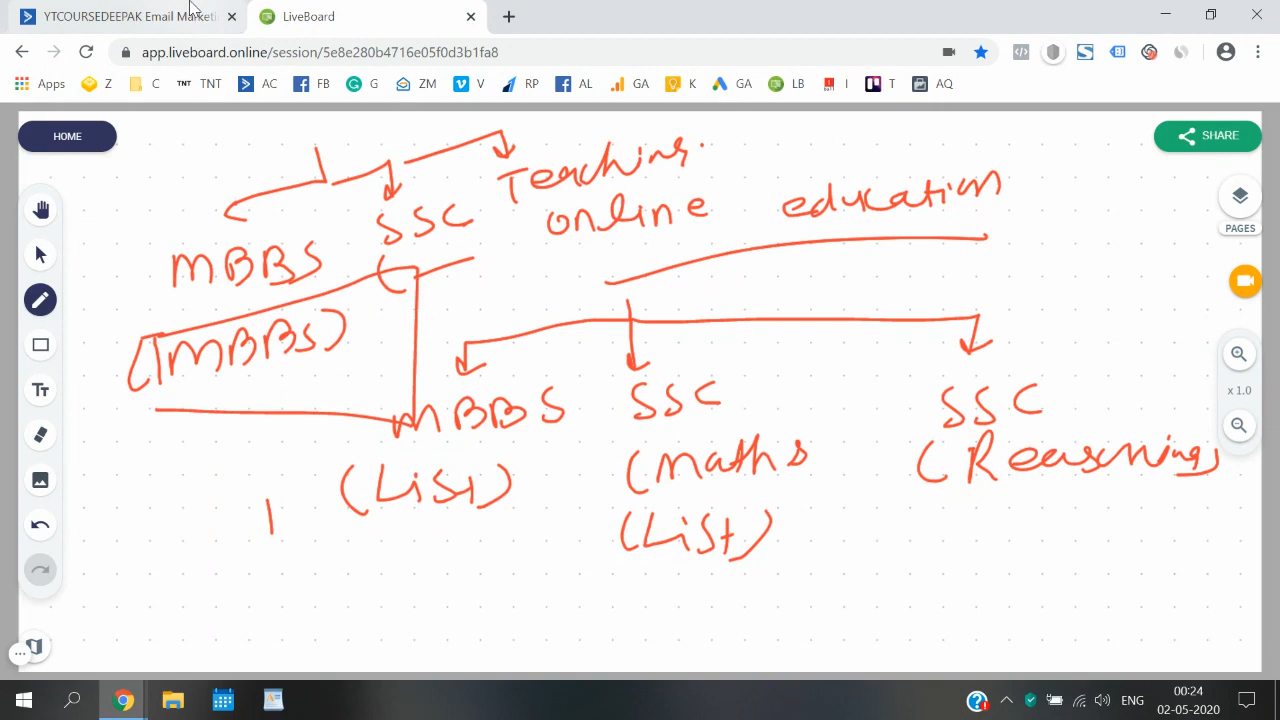 YTCOURSEDEEPAK Email Marketi
LiveBoard
app.liveboard.online/session/5e8e280b4716e05f0d3b1fa8
Apps Z C TNT TNT AC FB G ZM V RP AL GA K GA LB I T AQ
HOME
SHARE
Teaching
online education
MBBS SSC
(MBBS)
MBBS SSC SSC
(List) (Maths (Reasoning)
(List)
Tт
PAGES
x 1.0
ENG
00:24
02-05-2020